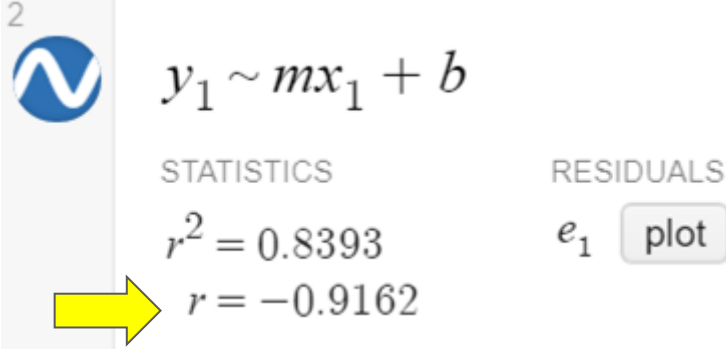 2
y₁ ~ mx₁ + b
STATISTICS RESIDUALS
r² = 0.8393 e₁ plot
r = −0.9162